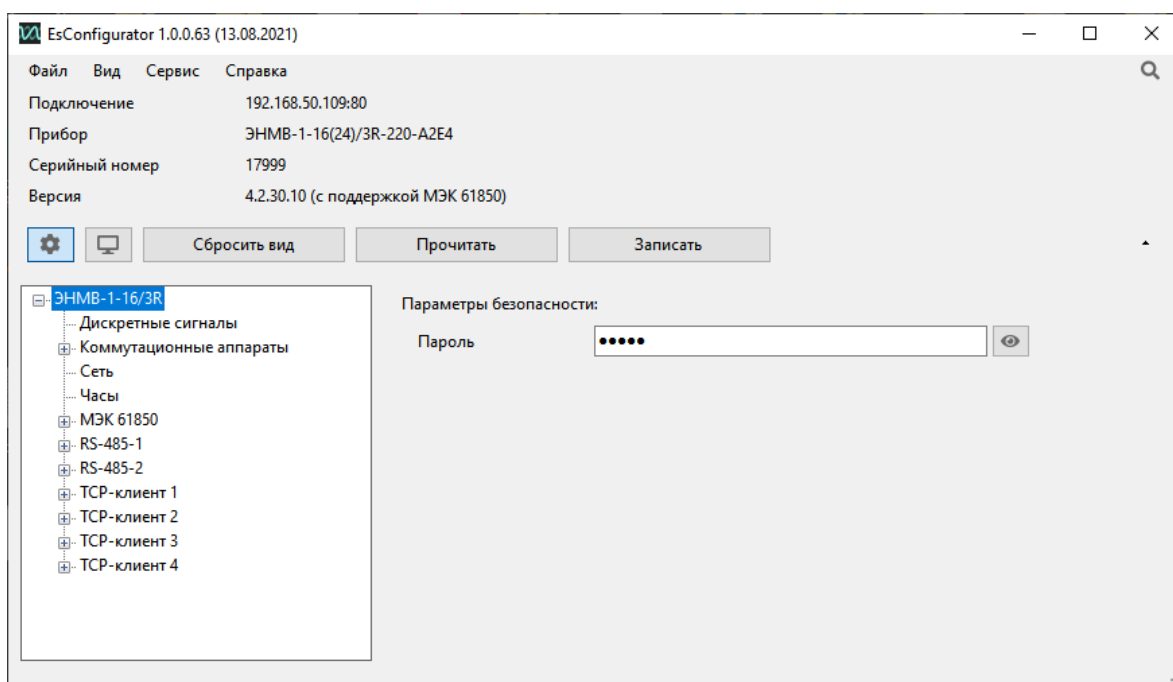 EsConfigurator 1.0.0.63 (13.08.2021)
Файл Вид Сервис Справка
Подключение 192.168.50.109:80
Прибор ЭНМВ-1-16(24)/3R-220-A2E4
Серийный номер 17999
Версия 4.2.30.10 (с поддержкой МЭК 61850)
Сбросить вид Прочитать Записать
ЭНМВ-1-16/3R
Дискретные сигналы
Коммутационные аппараты
Сеть
Часы
МЭК 61850
RS-485-1
RS-485-2
TCP-клиент 1
TCP-клиент 2
TCP-клиент 3
TCP-клиент 4
Параметры безопасности:
Пароль •••••